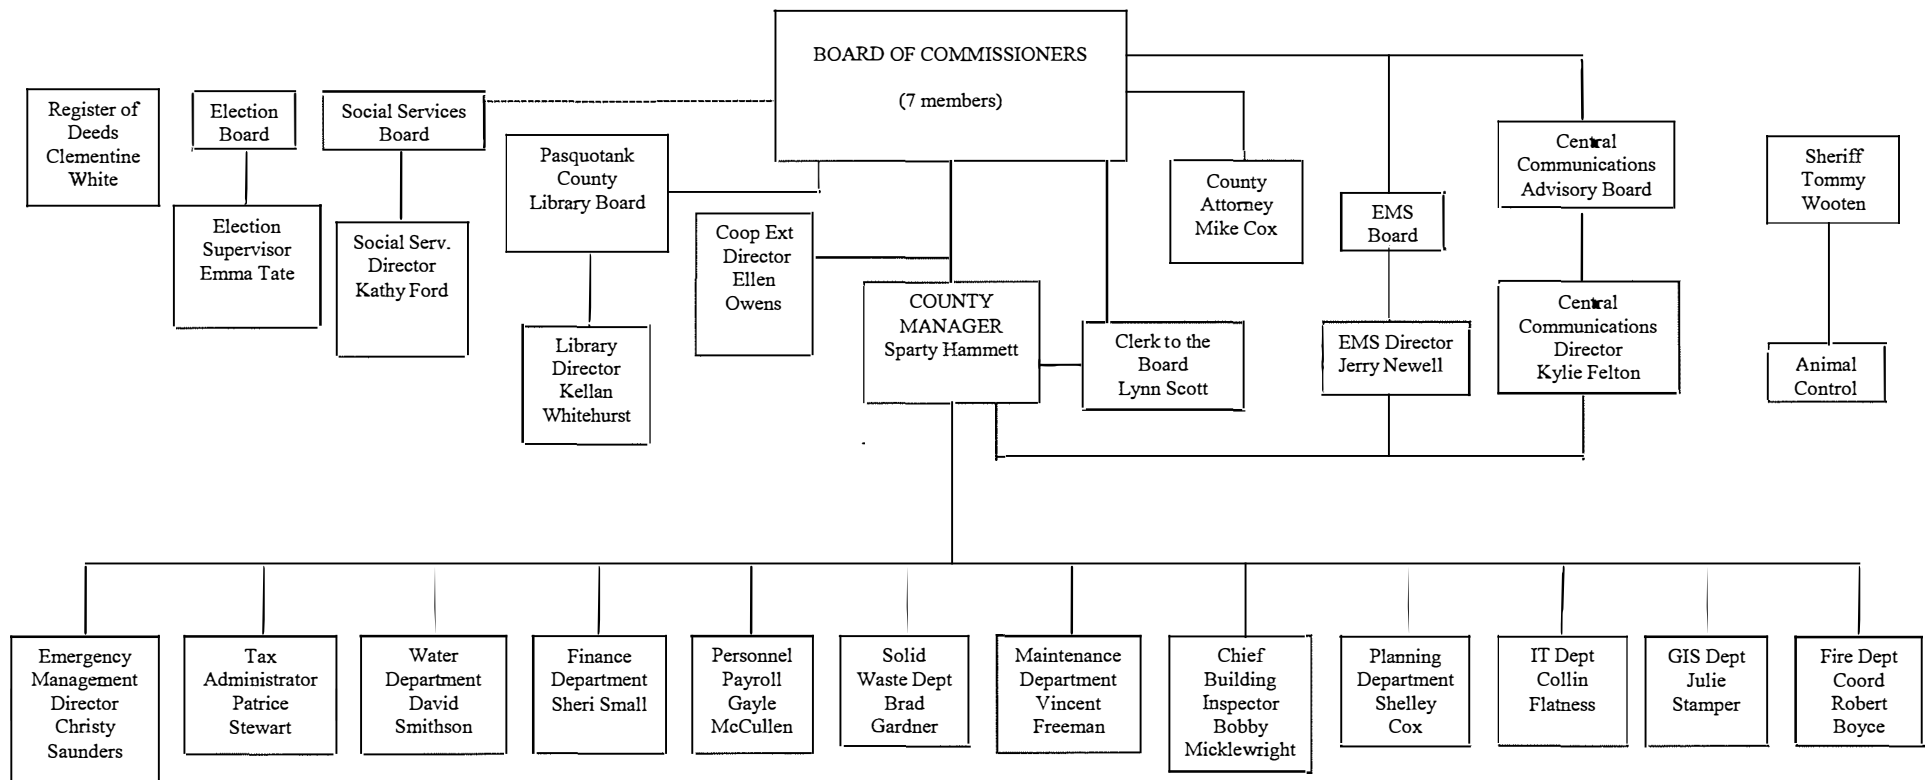 BOARD OF COMMISSIONERS
(7 members)
Register of
Deeds
Clementine
White
Election
Board
Social Services
Board
Pasquotank
County
Library Board
County
Attorney
Mike Cox
Central
Communications
Advisory Board
Sheriff
Tommy
Wooten
Election
Supervisor
Emma Tate
Social Serv.
Director
Kathy Ford
Coop Ext
Director
Ellen
Owens
EMS
Board
COUNTY
MANAGER
Sparty Hammett
Library
Director
Kellan
Whitehurst
Clerk to the
Board
Lynn Scott
EMS Director
Jerry Newell
Central
Communications
Director
Kylie Felton
Animal
Control
Emergency
Management
Director
Christy
Saunders
Tax
Administrator
Patrice
Stewart
Water
Department
David
Smithson
Finance
Department
Sheri Small
Personnel
Payroll
Gayle
McCullen
Solid
Waste Dept
Brad
Gardner
Maintenance
Department
Vincent
Freeman
Chief
Building
Inspector
Bobby
Micklewright
Planning
Department
Shelley
Cox
IT Dept
Collin
Flatness
GIS Dept
Julie
Stamper
Fire Dept
Coord
Robert
Boyce